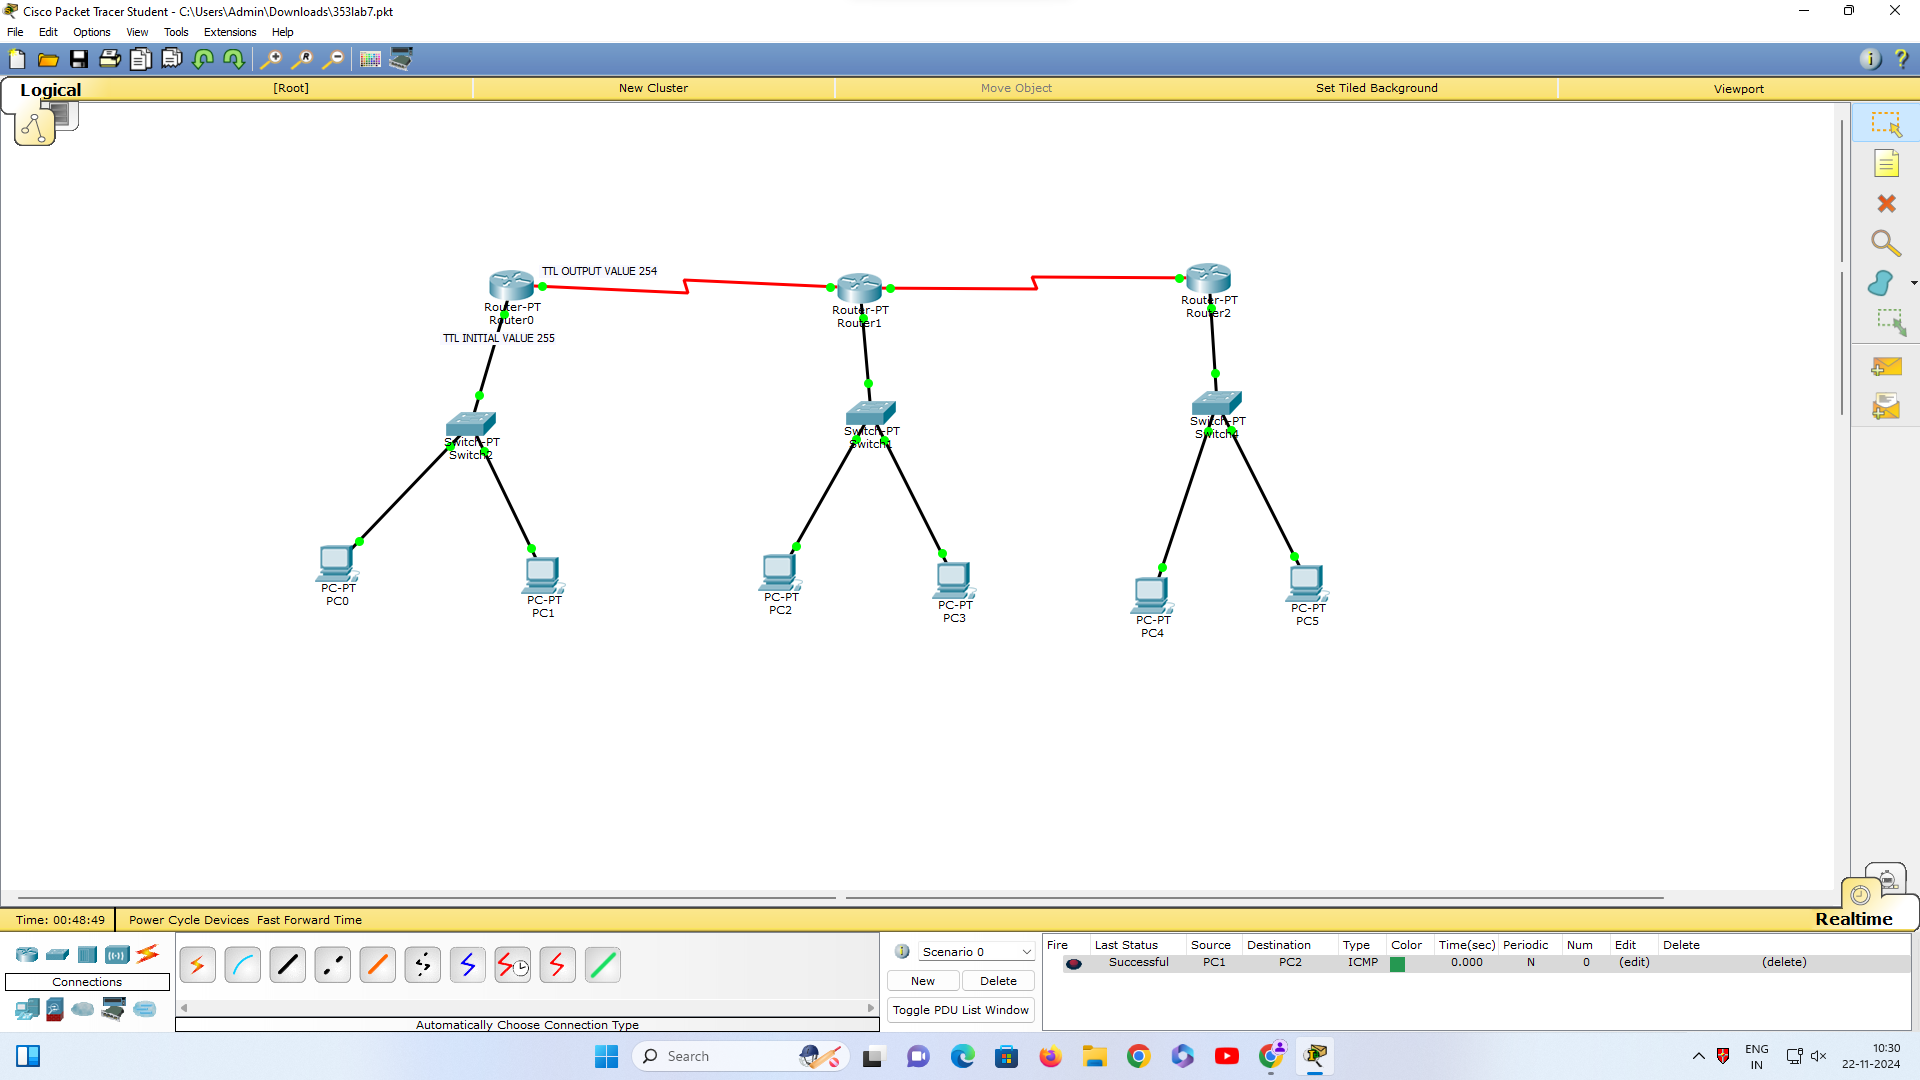 Cisco Packet Tracer Student - C:\Users\Admin\Downloads\353lab7.pkt
File Edit Options View Tools Extensions Help
Logical [Root] New Cluster Move Object Set Tiled Background Viewport
TTL OUTPUT VALUE 254
Router-PT
Router0
Router-PT
Router1
Router-PT
Router2
TTL INITIAL VALUE 255
Switch-PT
Switch2
Switch-PT
Switch1
Switch-PT
Switch4
PC-PT
PC0
PC-PT
PC1
PC-PT
PC2
PC-PT
PC3
PC-PT
PC4
PC-PT
PC5
Time: 00:48:49 Power Cycle Devices Fast Forward Time Realtime
Connections
Automatically Choose Connection Type
Scenario 0
New Delete
Toggle PDU List Window
Fire Last Status Source Destination Type Color Time(sec) Periodic Num Edit Delete
Successful PC1 PC2 ICMP 0.000 N 0 (edit) (delete)
Search
ENG
IN
10:30
22-11-2024